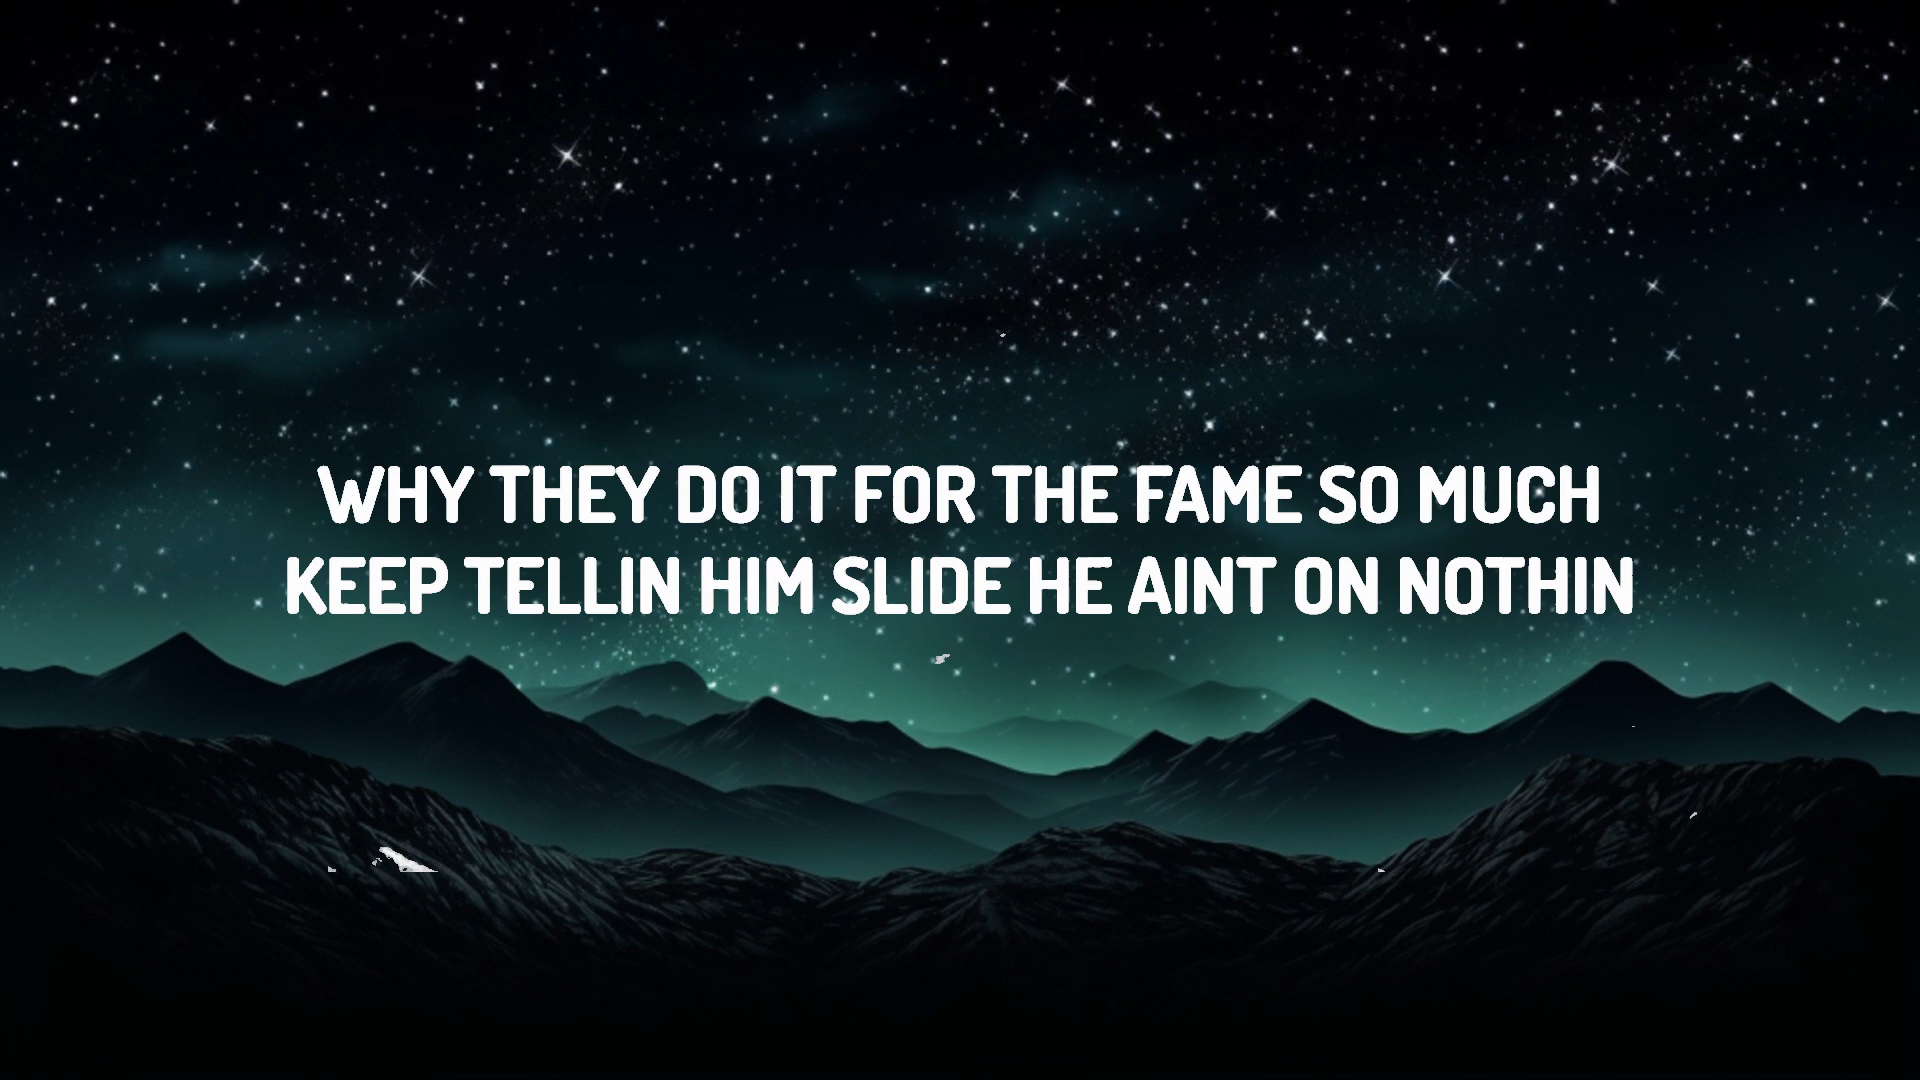 WHY THEY DO IT FOR THE FAME SO MUCH
KEEP TELLIN HIM SLIDE HE AINT ON NOTHIN